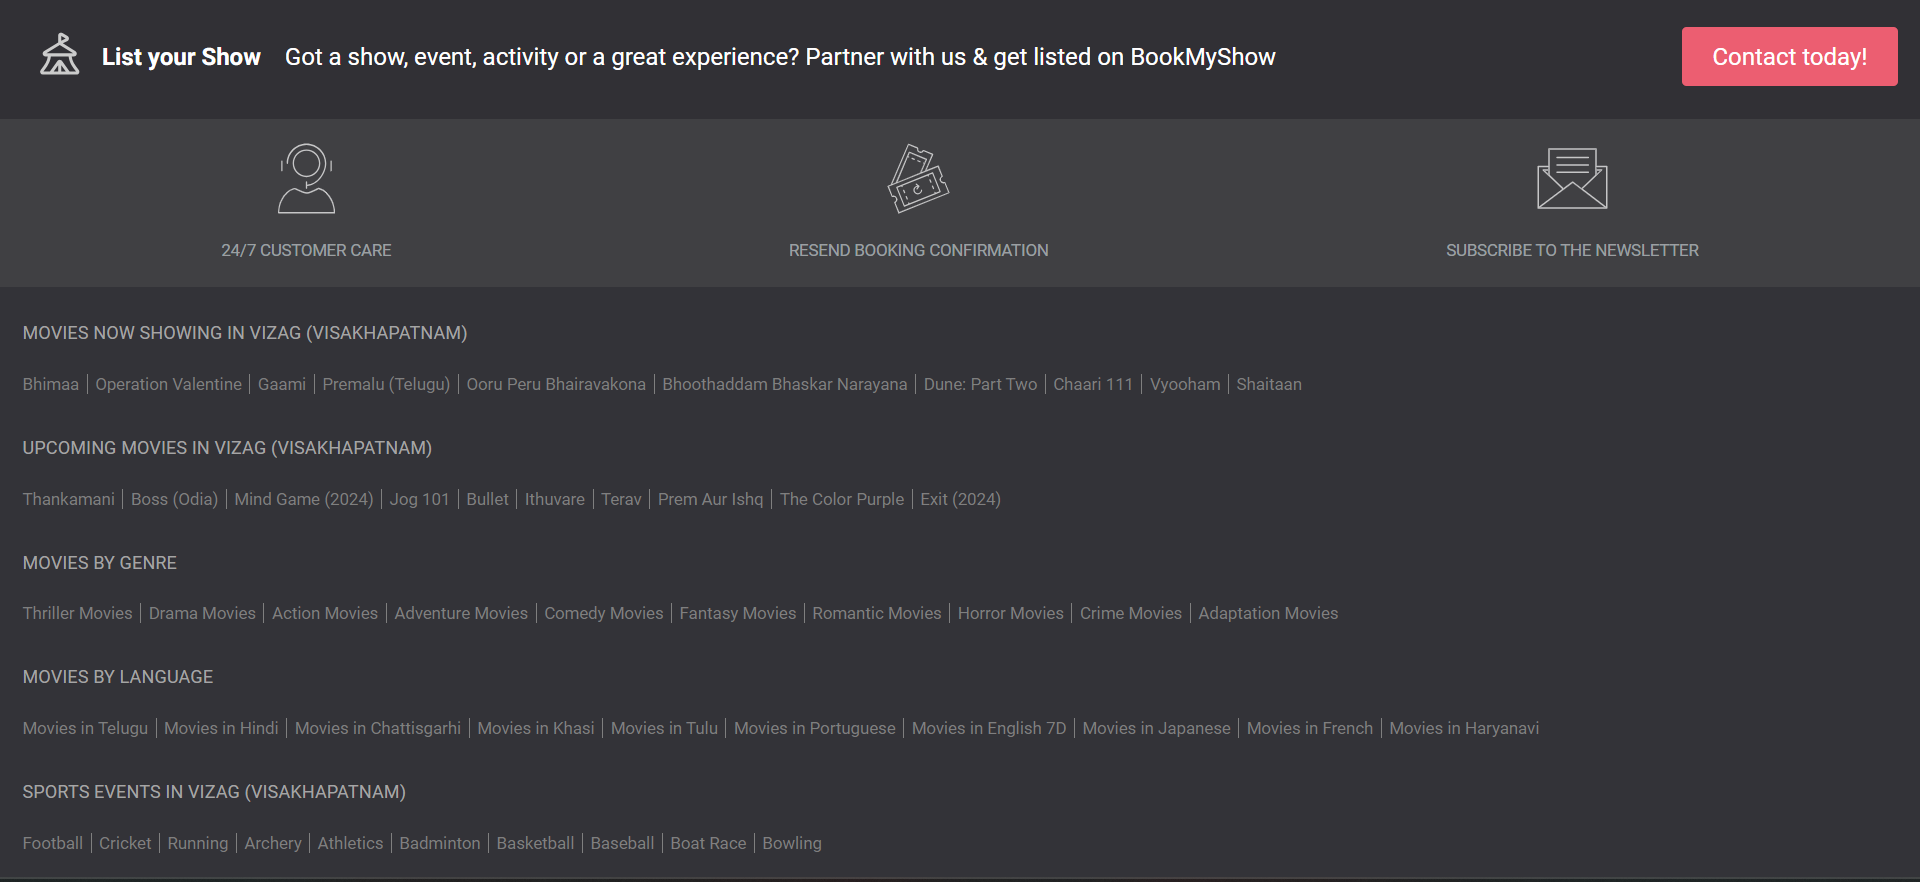 List your Show Got a show, event, activity or a great experience? Partner with us & get listed on BookMyShow Contact today!
24/7 CUSTOMER CARE RESEND BOOKING CONFIRMATION SUBSCRIBE TO THE NEWSLETTER
MOVIES NOW SHOWING IN VIZAG (VISAKHAPATNAM)
Bhimaa | Operation Valentine | Gaami | Premalu (Telugu) | Ooru Peru Bhairavakona | Bhoothaddam Bhaskar Narayana | Dune: Part Two | Chaari 111 | Vyooham | Shaitaan
UPCOMING MOVIES IN VIZAG (VISAKHAPATNAM)
Thankamani | Boss (Odia) | Mind Game (2024) | Jog 101 | Bullet | Ithuvare | Terav | Prem Aur Ishq | The Color Purple | Exit (2024)
MOVIES BY GENRE
Thriller Movies | Drama Movies | Action Movies | Adventure Movies | Comedy Movies | Fantasy Movies | Romantic Movies | Horror Movies | Crime Movies | Adaptation Movies
MOVIES BY LANGUAGE
Movies in Telugu | Movies in Hindi | Movies in Chattisgarhi | Movies in Khasi | Movies in Tulu | Movies in Portuguese | Movies in English 7D | Movies in Japanese | Movies in French | Movies in Haryanavi
SPORTS EVENTS IN VIZAG (VISAKHAPATNAM)
Football | Cricket | Running | Archery | Athletics | Badminton | Basketball | Baseball | Boat Race | Bowling